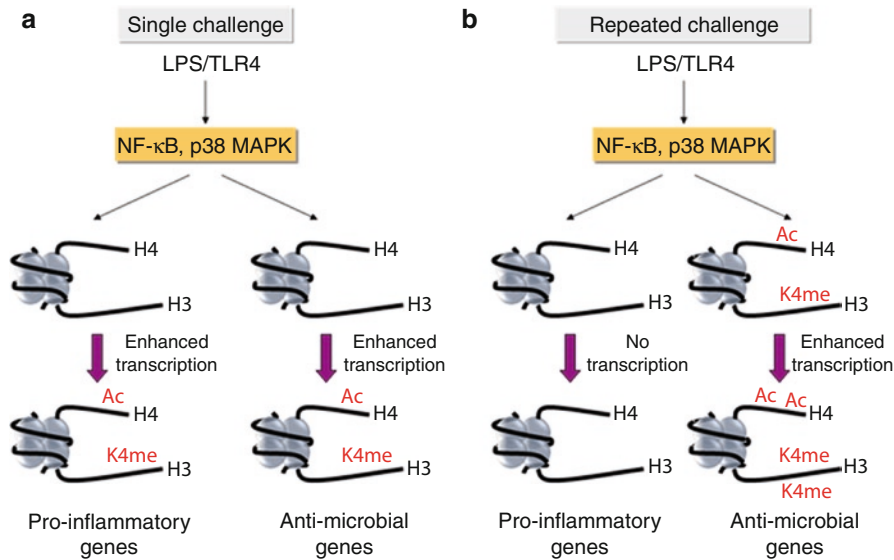 a
Single challenge
LPS/TLR4
NF-κB, p38 MAPK
H4
H3
H4
H3
Enhanced
transcription
Enhanced
transcription
Ac
H4
K4me
H3
Ac
H4
K4me
H3
Pro-inflammatory
genes
Anti-microbial
genes
b
Repeated challenge
LPS/TLR4
NF-κB, p38 MAPK
H4
H3
Ac
H4
K4me
H3
No
transcription
Enhanced
transcription
H4
H3
Ac Ac
H4
K4me
H3
K4me
Pro-inflammatory
genes
Anti-microbial
genes